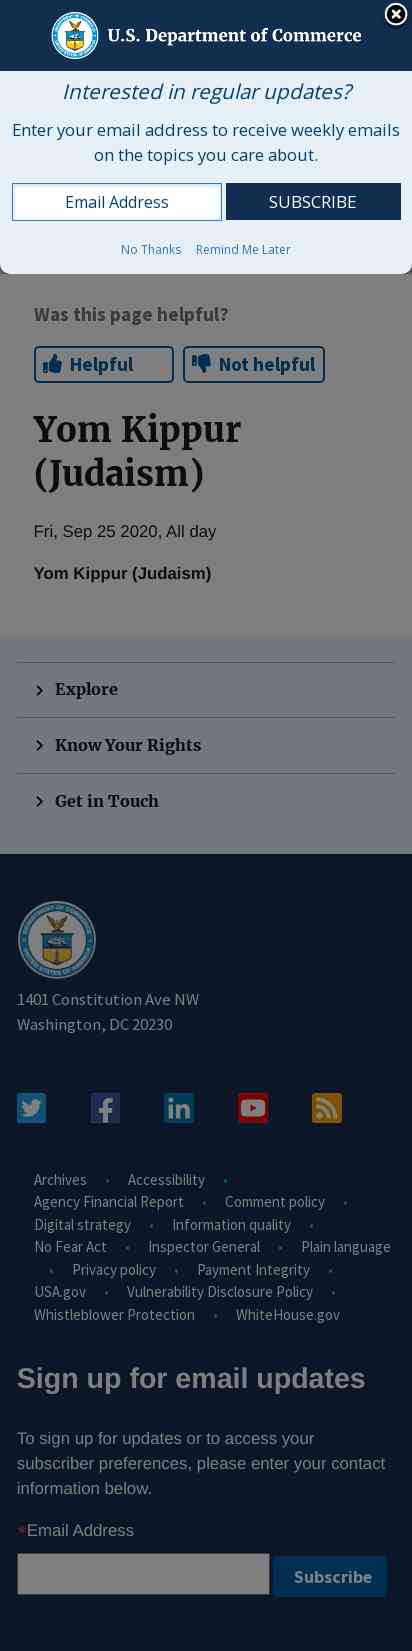 U.S. Department of Commerce
Interested in regular updates?
Enter your email address to receive weekly emails
on the topics you care about.
Email Address SUBSCRIBE
No Thanks Remind Me Later
Was this page helpful?
Helpful Not helpful
Yom Kippur
(Judaism)
Fri, Sep 25 2020, All day
Yom Kippur (Judaism)
Explore
Know Your Rights
Get in Touch
1401 Constitution Ave NW
Washington, DC 20230
Archives • Accessibility •
Agency Financial Report • Comment policy •
Digital strategy • Information quality •
No Fear Act • Inspector General • Plain language
• Privacy policy • Payment Integrity •
USA.gov • Vulnerability Disclosure Policy •
Whistleblower Protection • WhiteHouse.gov
Sign up for email updates
To sign up for updates or to access your
subscriber preferences, please enter your contact
information below.
*Email Address
Subscribe